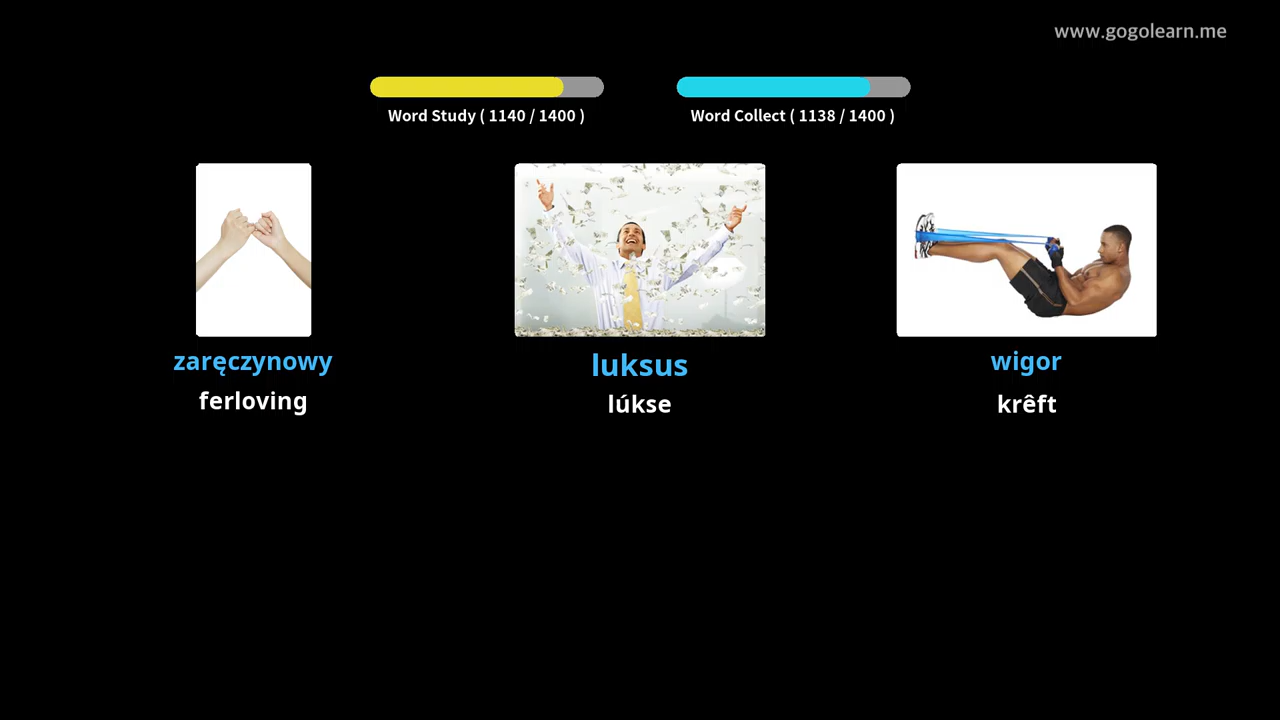 www.gogolearn.me
Word Study ( 1140 / 1400 )
Word Collect ( 1138 / 1400 )
zaręczynowy
ferloving
luksus
lúkse
wigor
krêft